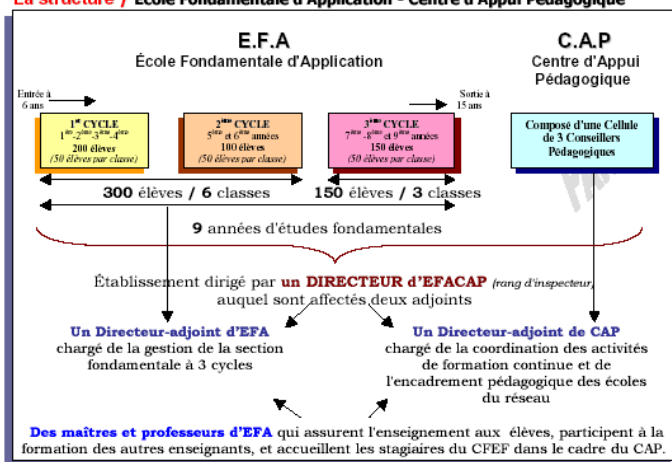 La structure / École Fondamentale d'Application - Centre d'Appui Pédagogique
E.F.A
École Fondamentale d'Application
C.A.P
Centre d'Appui
Pédagogique
Entrée à
6 ans
Sortie à
15 ans
1er CYCLE
1ère-2ème-3ème-4ème
200 élèves
(50 élèves par classe)
2ème CYCLE
5ème et 6ème années
100 élèves
(50 élèves par classe)
3ème CYCLE
7ème-8ème et 9ème années
150 élèves
(50 élèves par classe)
Composé d'une Cellule
de 3 Conseillers
Pédagogiques
300 élèves / 6 classes
150 élèves / 3 classes
9 années d'études fondamentales
Établissement dirigé par un DIRECTEUR d'EFACAP (rang d'inspecteur)
auquel sont affectés deux adjoints
Un Directeur-adjoint d'EFA
chargé de la gestion de la section
fondamentale à 3 cycles
Un Directeur-adjoint de CAP
chargé de la coordination des activités
de formation continue et de
l'encadrement pédagogique des écoles
du réseau
Des maîtres et professeurs d'EFA qui assurent l'enseignement aux élèves, participent à la
formation des autres enseignants, et accueillent les stagiaires du CFEF dans le cadre du CAP.